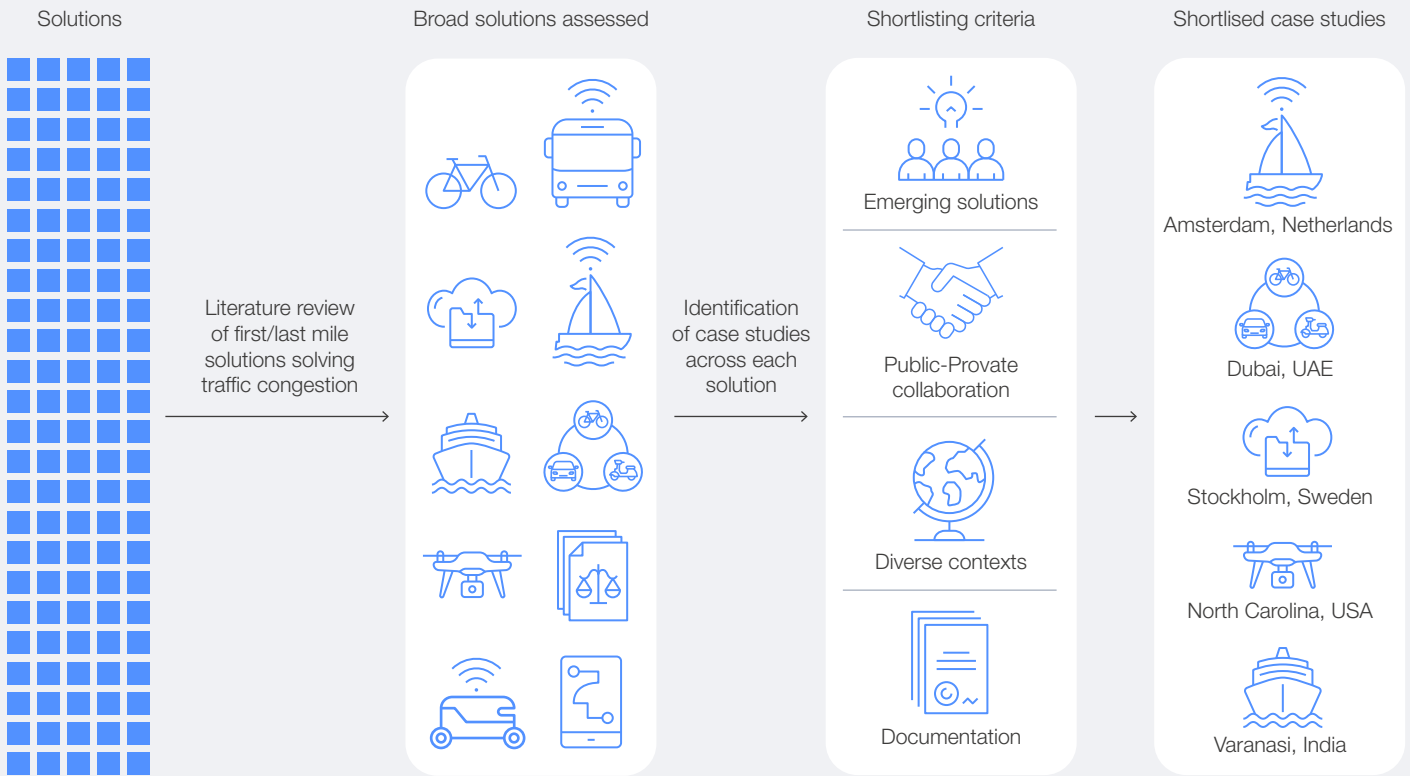 Solutions
Broad solutions assessed
Shortlisting criteria
Shortlised case studies
Literature review
of first/last mile
solutions solving
traffic congestion
Identification
of case studies
across each
solution
Emerging solutions
Public-Provate
collaboration
Diverse contexts
Documentation
Amsterdam, Netherlands
Dubai, UAE
Stockholm, Sweden
North Carolina, USA
Varanasi, India